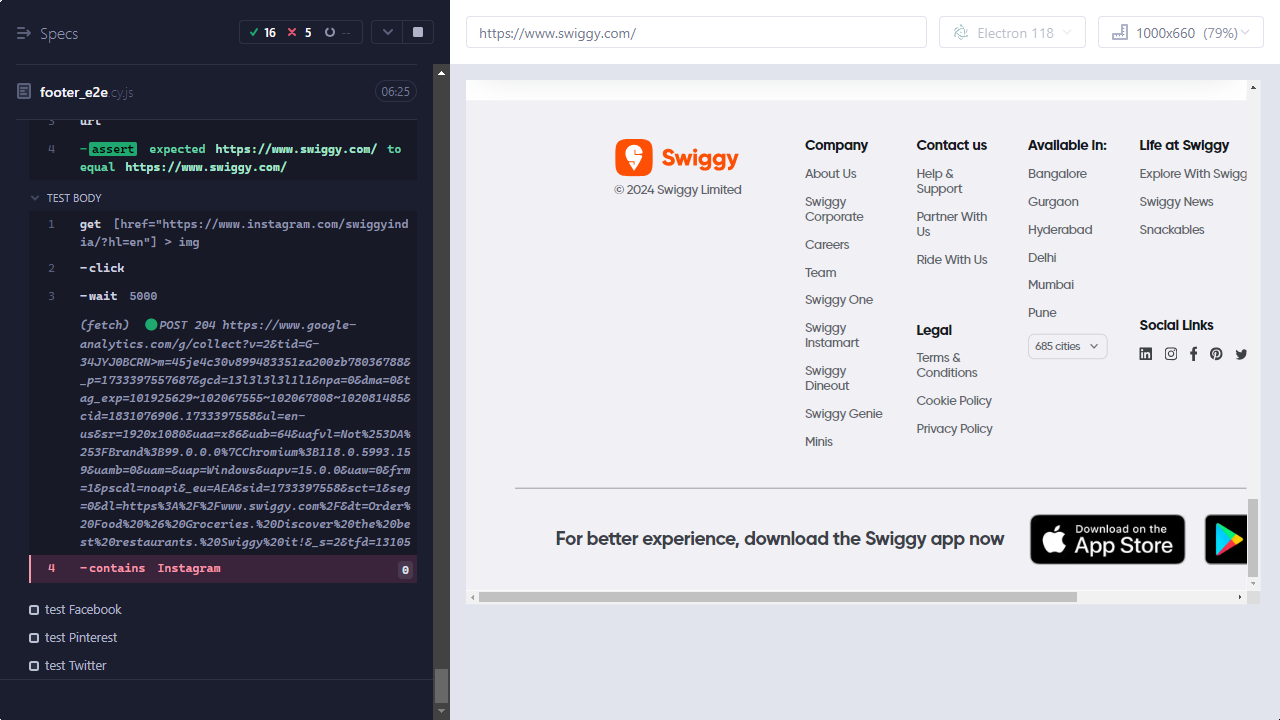 Specs
16 5 --
https://www.swiggy.com/
Electron 118
1000x660 (79%)
footer_e2e.cy.js
06:25
3 url
4 -assert expected https://www.swiggy.com/ to
equal https://www.swiggy.com/
TEST BODY
1 get [href="https://www.instagram.com/swiggyind
ia/?hl=en"] > img
2 -click
3 -wait 5000
(fetch) POST 204 https://www.google-
analytics.com/g/collect?v=2&tid=G-
34JYJ0BCRN>m=45je4c30v899483351za200zb78036788&
_p=1733397557687&gcd=13l3l3l3l1l1&npa=0&dma=0&t
ag_exp=101925629~102067555~102067808~102081485&
cid=1831076906.1733397558&ul=en-
us&sr=1920x1080&uaa=x86&uab=64&uafvl=Not%253DA%
253FBrand%3B99.0.0.0%7CChromium%3B118.0.5993.15
9&uamb=0&uam=&uap=Windows&uapv=15.0.0&uaw=0&frm
=1&pscdl=noapi&_eu=AEA&sid=1733397558&sct=1&seg
=0&dl=https%3A%2F%2Fwww.swiggy.com%2F&dt=Order%
20Food%20%26%20Groceries.%20Discover%20the%20be
st%20restaurants.%20Swiggy%20it!&_s=2&tfd=13105
4 -contains Instagram 0
test Facebook
test Pinterest
test Twitter
Swiggy
© 2024 Swiggy Limited
Company
About Us
Swiggy
Corporate
Careers
Team
Swiggy One
Swiggy
Instamart
Swiggy
Dineout
Swiggy Genie
Minis
Contact us
Help &
Support
Partner With
Us
Ride With Us
Legal
Terms &
Conditions
Cookie Policy
Privacy Policy
Available In:
Bangalore
Gurgaon
Hyderabad
Delhi
Mumbai
Pune
685 cities
Life at Swiggy
Explore With Swigg
Swiggy News
Snackables
Social Links
For better experience, download the Swiggy app now
Download on the
App Store